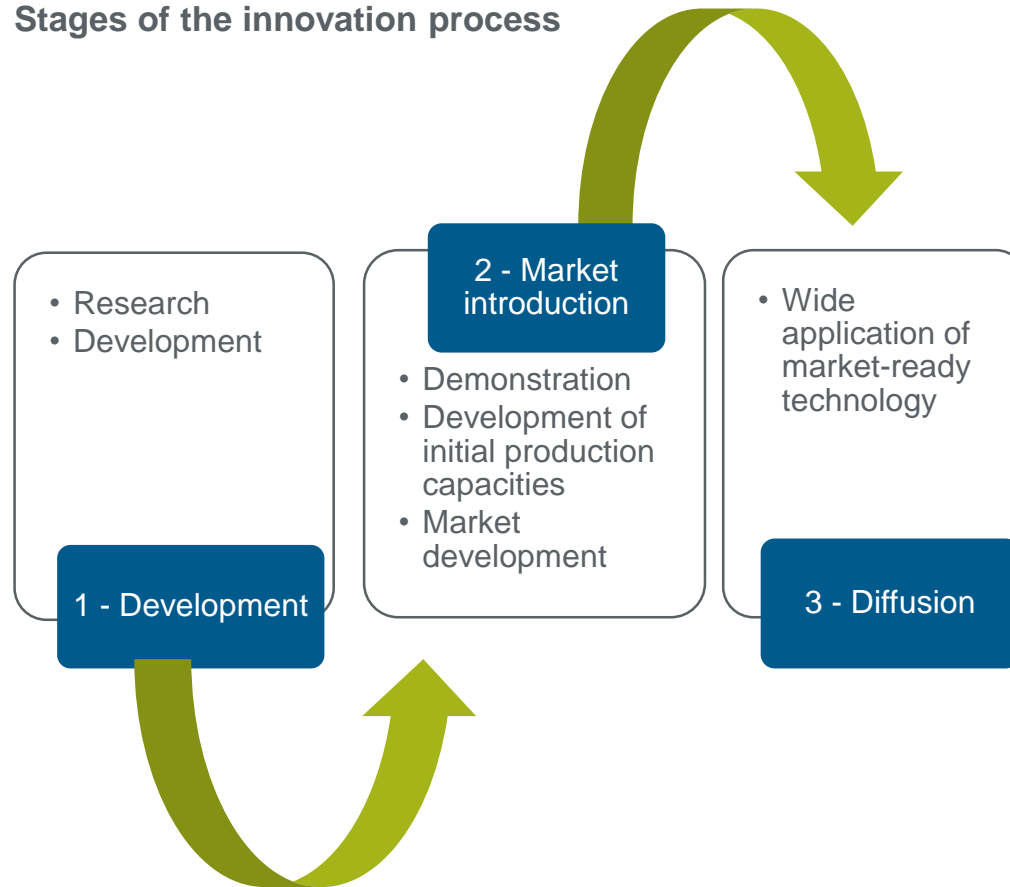 Stages of the innovation process
• Research
• Development
1 - Development
2 - Market
introduction
• Demonstration
• Development of
initial production
capacities
• Market
development
• Wide
application of
market-ready
technology
3 - Diffusion